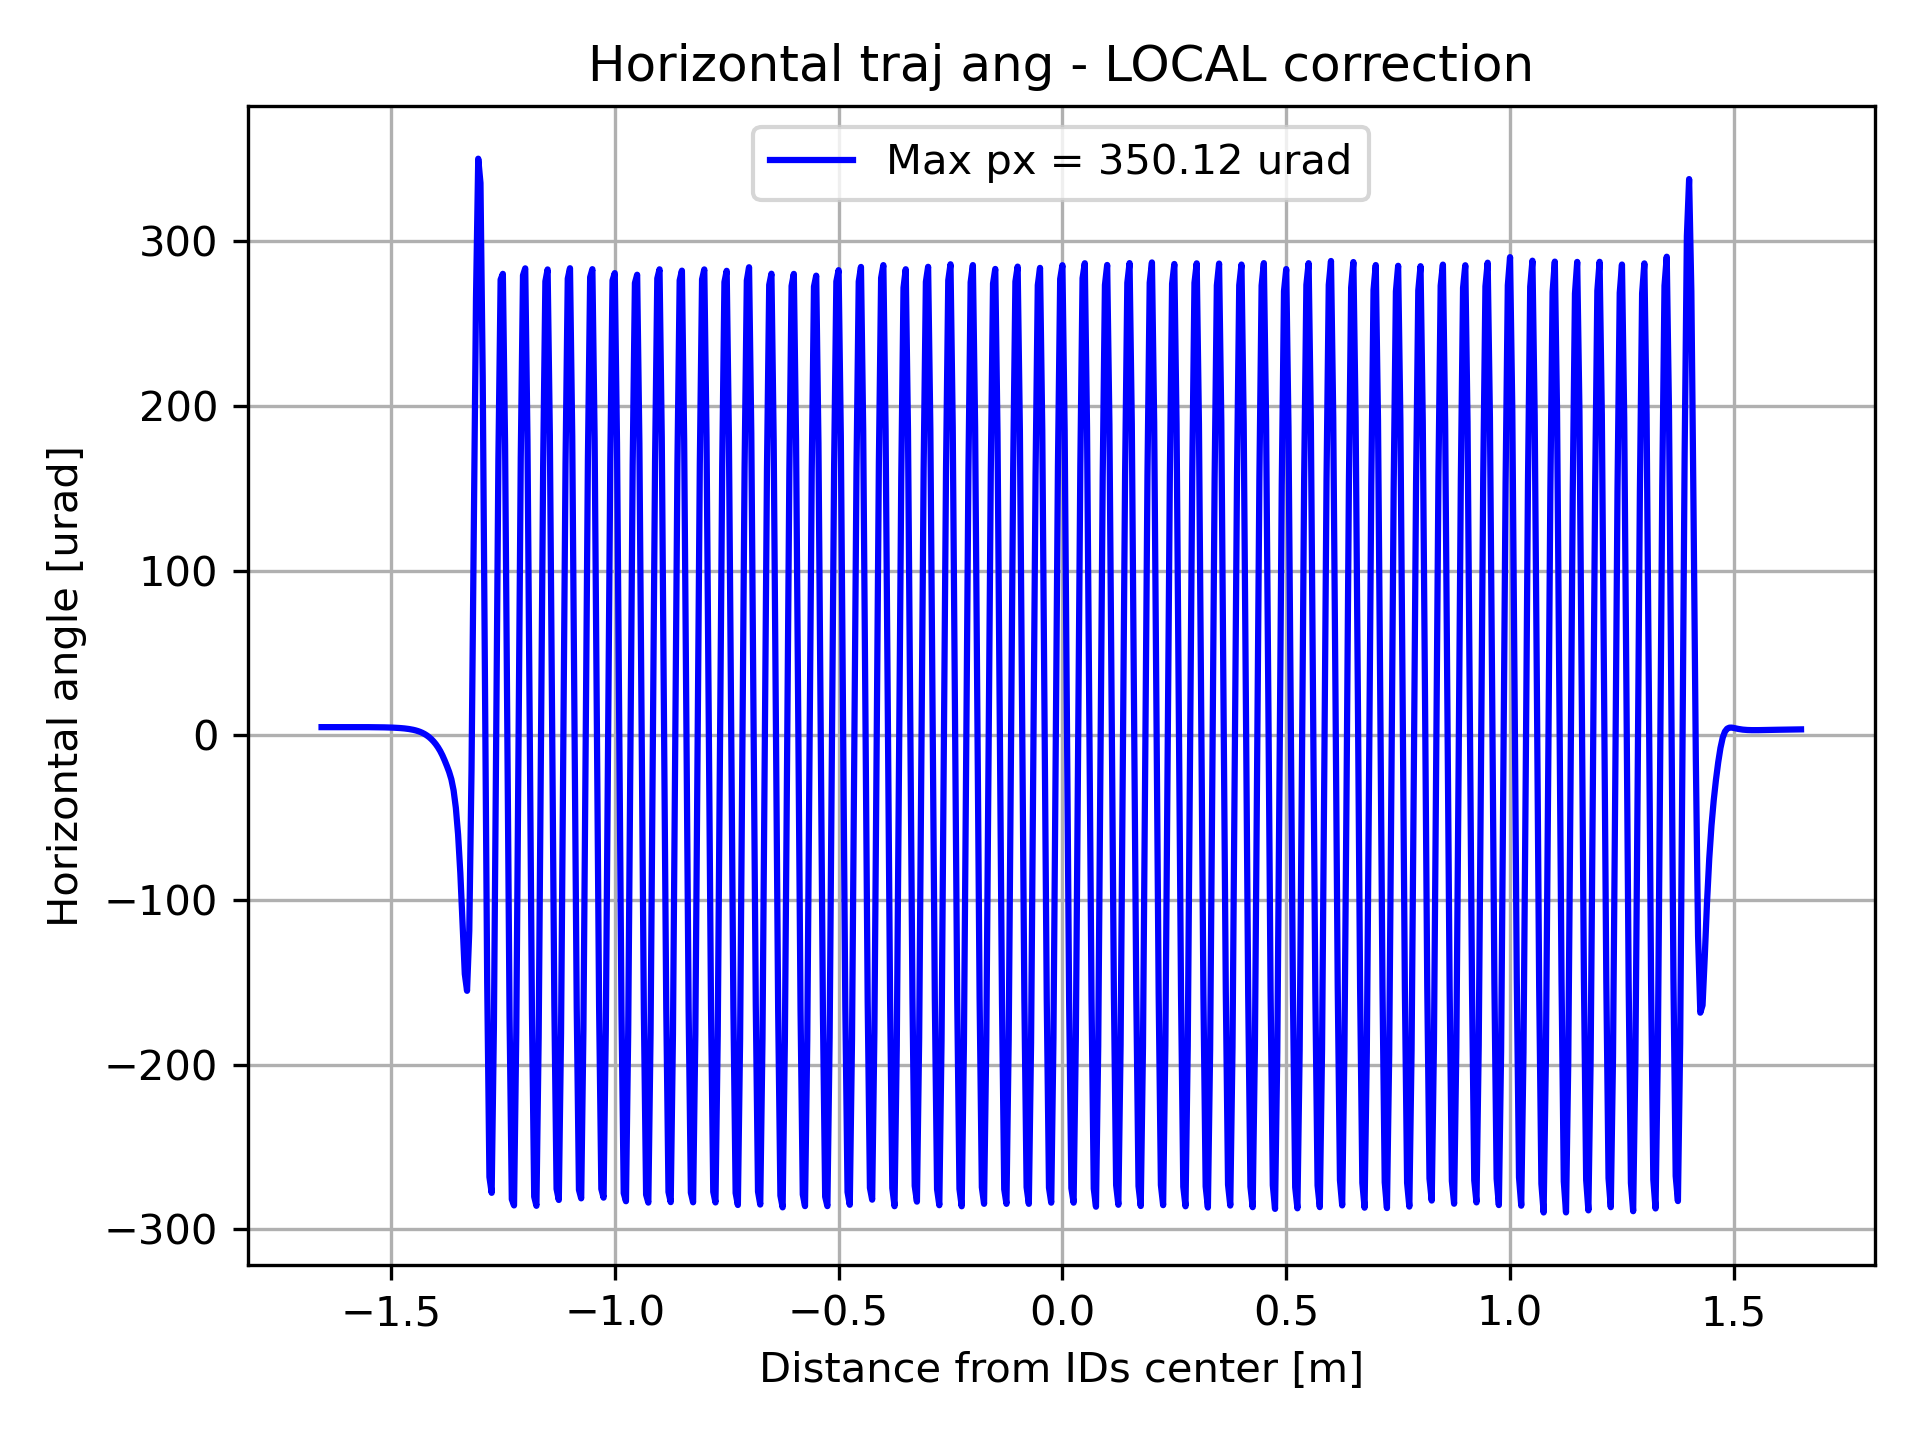 Horizontal traj ang - LOCAL correction
Max px = 350.12 urad
Horizontal angle [urad]
300
200
100
0
−100
−200
−300
−1.5 −1.0 −0.5 0.0 0.5 1.0 1.5
Distance from IDs center [m]